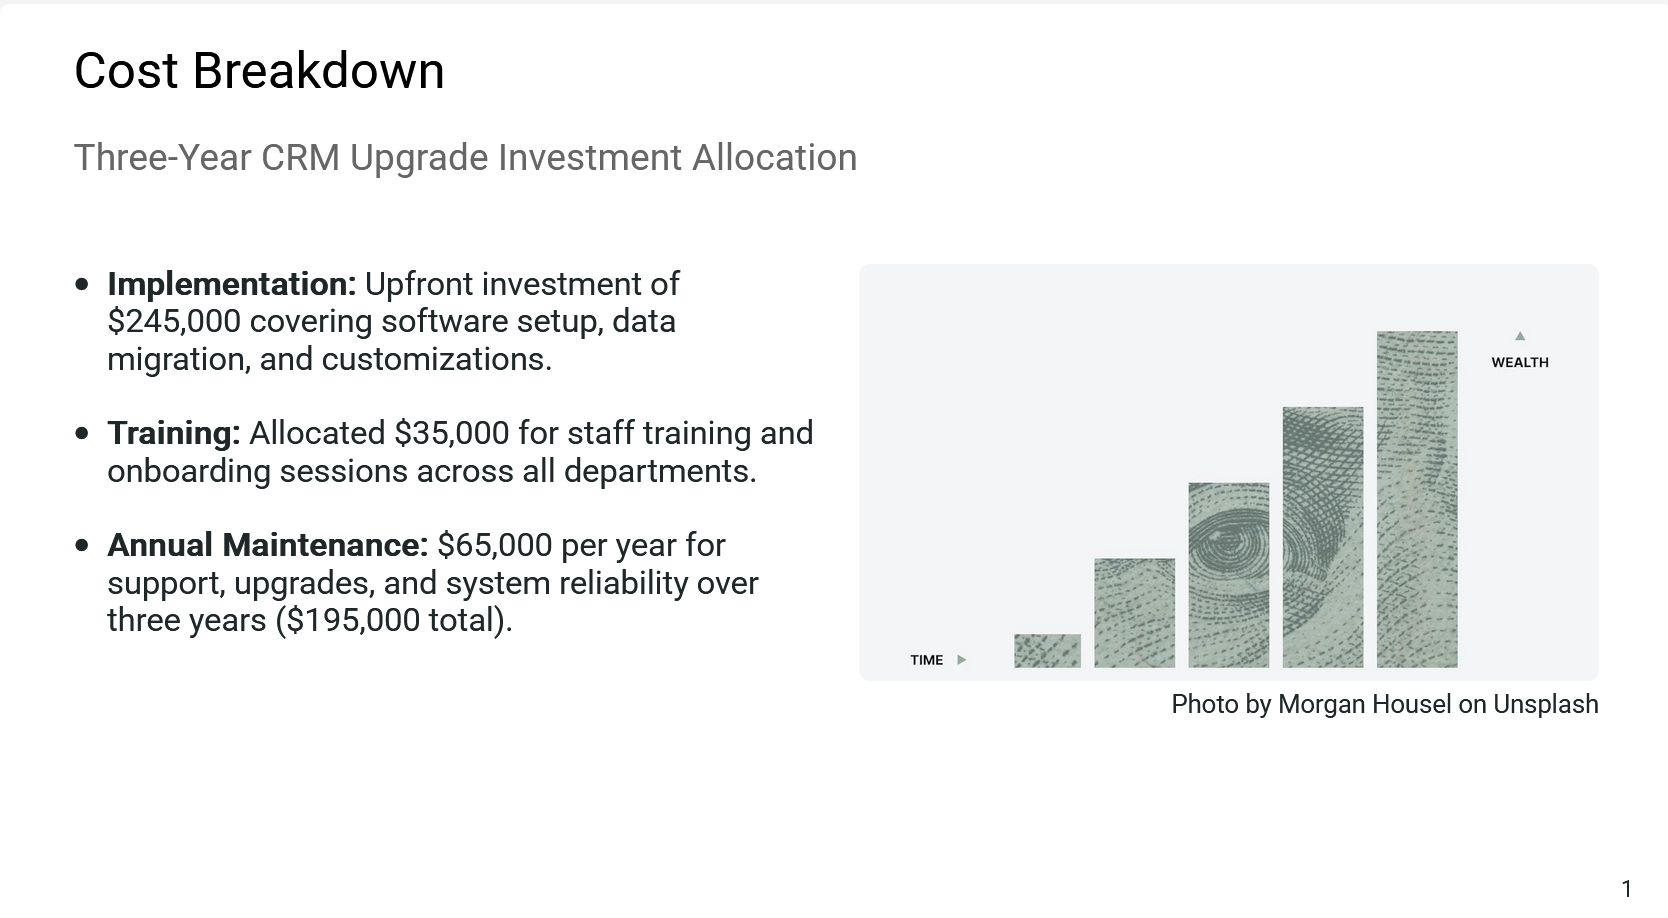 Cost Breakdown
Three-Year CRM Upgrade Investment Allocation
• Implementation: Upfront investment of
$245,000 covering software setup, data
migration, and customizations.
• Training: Allocated $35,000 for staff training and
onboarding sessions across all departments.
• Annual Maintenance: $65,000 per year for
support, upgrades, and system reliability over
three years ($195,000 total).
WEALTH
TIME
Photo by Morgan Housel on Unsplash
1